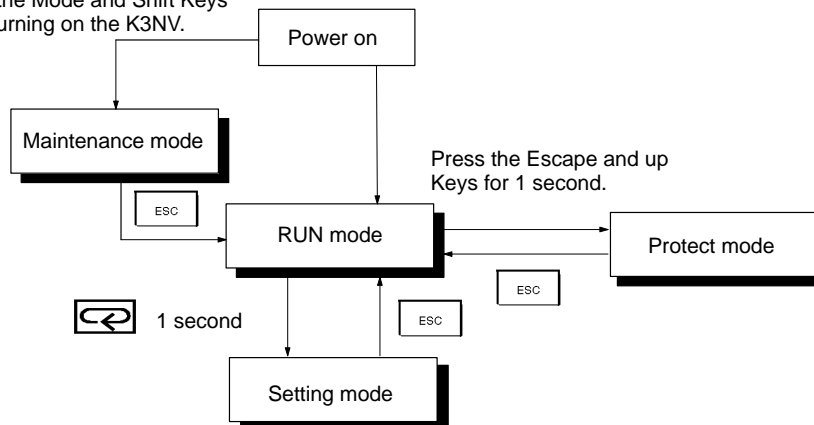 the Mode and Shift Keys
urning on the K3NV.
Power on
Maintenance mode
Press the Escape and up
Keys for 1 second.
ESC
RUN mode
Protect mode
ESC
1 second
ESC
Setting mode